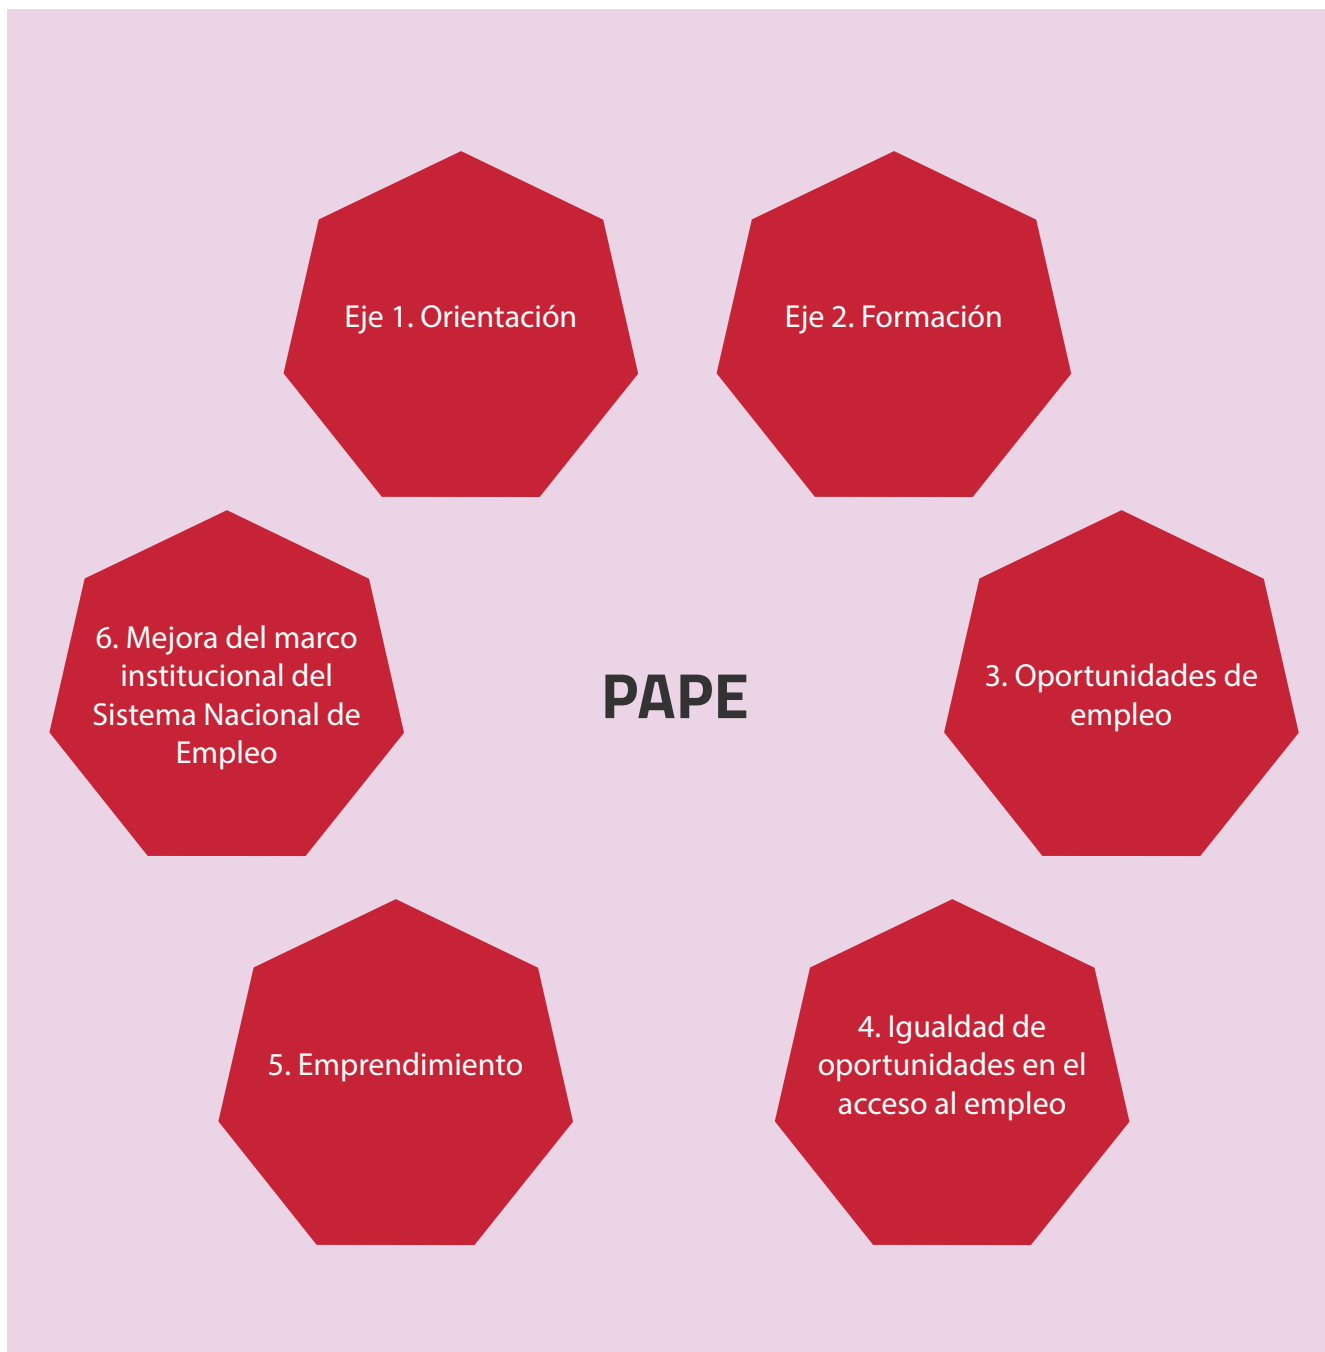 Eje 1. Orientación
Eje 2. Formación
3. Oportunidades de
empleo
4. Igualdad de
oportunidades en el
acceso al empleo
5. Emprendimiento
6. Mejora del marco
institucional del
Sistema Nacional de
Empleo
PAPE